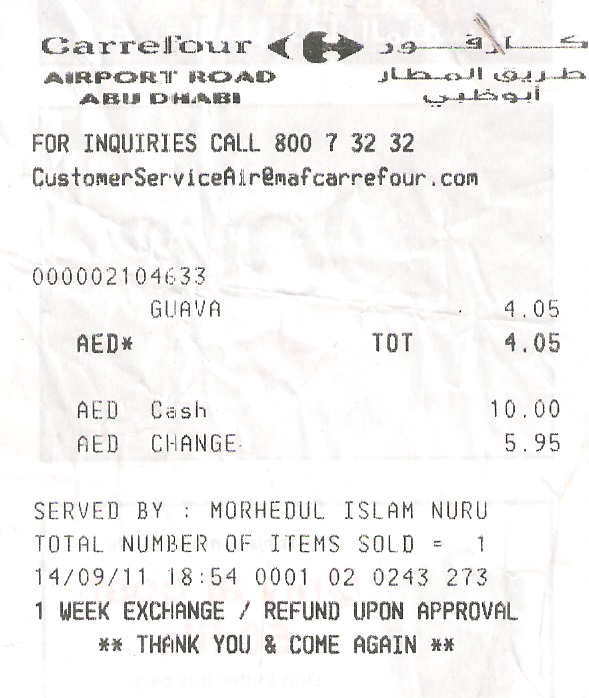 Carrefour كارفور
AIRPORT ROAD طريق المطار
ABU DHABI أبوظبي
FOR INQUIRIES CALL 800 7 32 32
CustomerServiceAir@mafcarrefour.com
000002104633
GUAVA 4.05
AED* TOT 4.05
AED Cash 10.00
AED CHANGE 5.95
SERVED BY : MORHEDUL ISLAM NURU
TOTAL NUMBER OF ITEMS SOLD = 1
14/09/11 18:54 0001 02 0243 273
1 WEEK EXCHANGE / REFUND UPON APPROVAL
** THANK YOU & COME AGAIN **